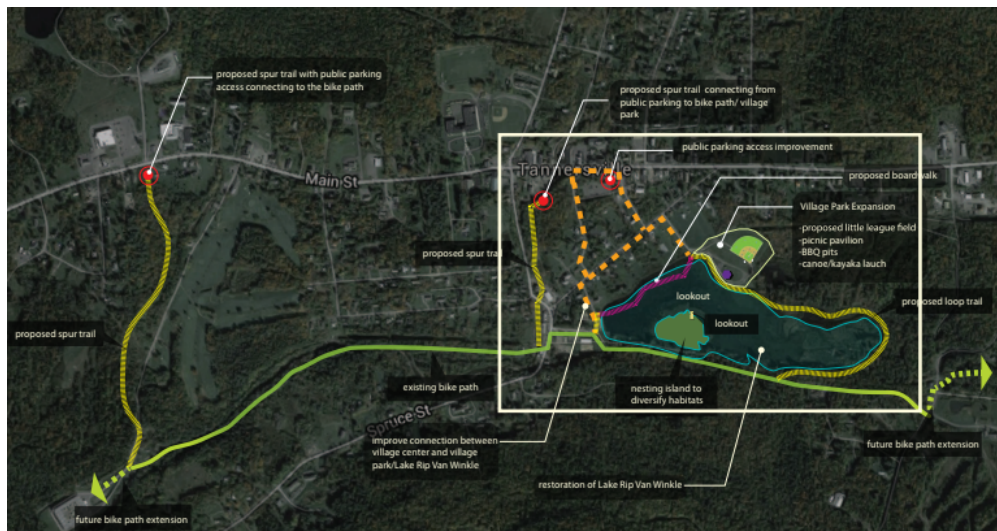 proposed spur trail with public parking
access connecting to the bike path
proposed spur trail connecting from
public parking to bike path/ village
park
public parking access improvement
Tannersville
Main St
proposed boardwalk
Village Park Expansion
-proposed little league field
-picnic pavilion
-BBQ pits
-canoe/kayaka lauch
proposed spur trail
lookout
lookout
proposed loop trail
proposed spur trail
existing bike path
nesting island to
diversify habitats
Spruce St
improve connection between
village center and village
park/Lake Rip Van Winkle
future bike path extension
restoration of Lake Rip Van Winkle
future bike path extension